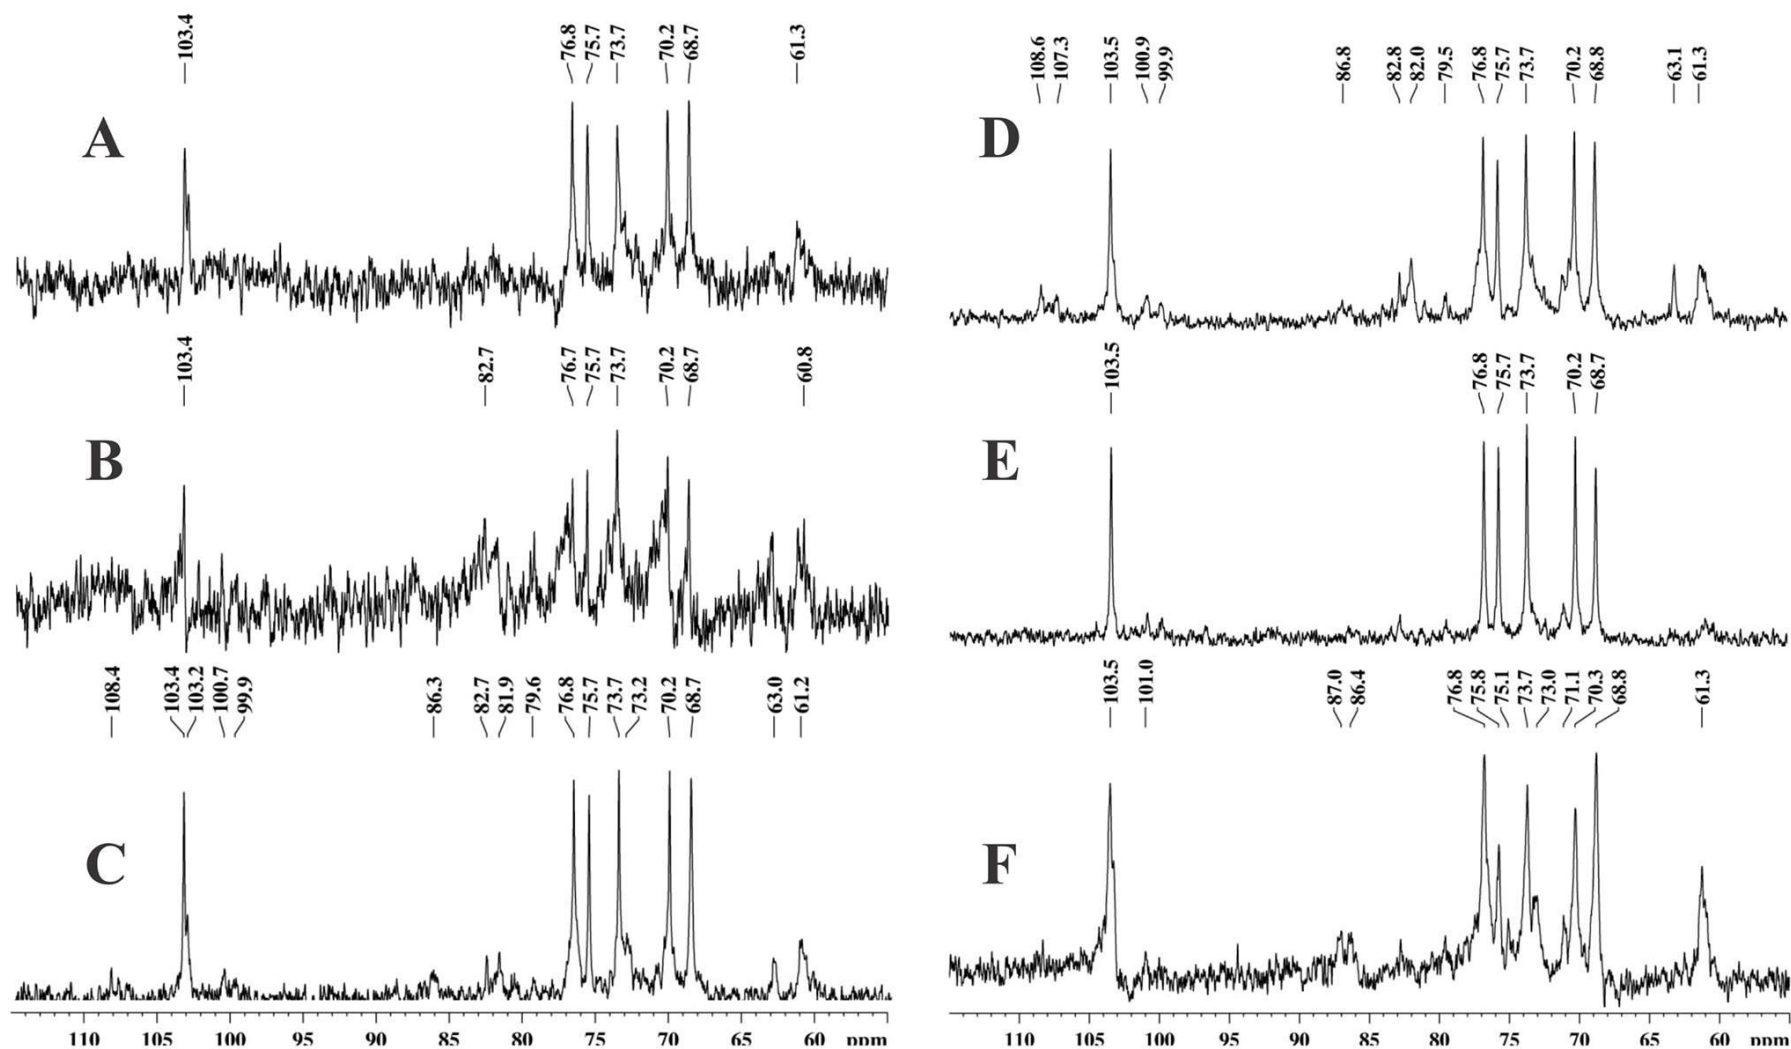 103.4 76.8 75.7 73.7 70.2 68.7 61.3
A
103.4 82.7 76.7 75.7 73.7 70.2 68.7 60.8
B
108.4 103.4 103.2 100.7 99.9 86.3 82.7 81.9 79.6 76.8 75.7 73.7 73.2 70.2 68.7 63.0 61.2
C
110 105 100 95 90 85 80 75 70 65 60 ppm
108.6 107.3 103.5 100.9 99.9 86.8 82.8 82.0 79.5 76.8 75.7 73.7 70.2 68.8 63.1 61.3
D
103.5 76.8 75.7 73.7 70.2 68.7
E
103.5 101.0 87.0 86.4 76.8 75.8 75.1 73.7 73.0 71.1 70.3 68.8 61.3
F
110 105 100 95 90 85 80 75 70 65 60 ppm